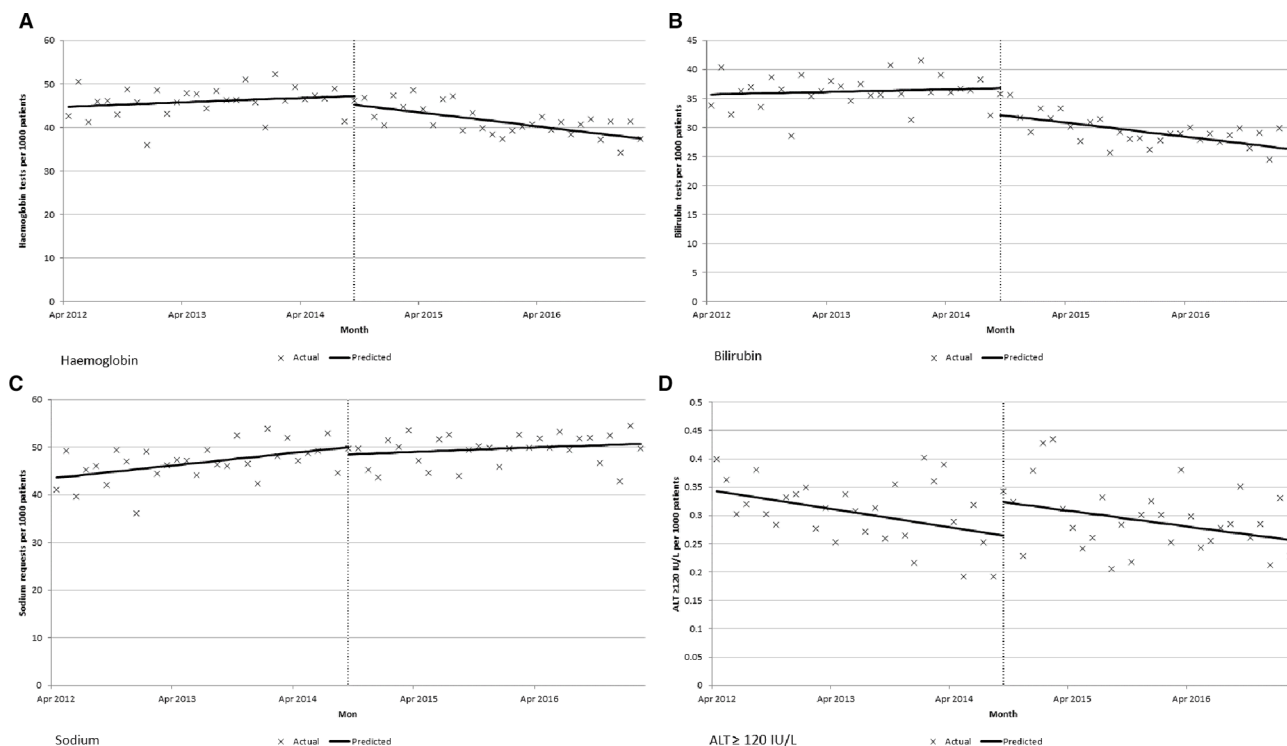 A
60
50
40
30
20
10
0
Haemoglobin tests per 1000 patients
Apr 2012
Apr 2013
Apr 2014
Apr 2015
Apr 2016
Month
Haemoglobin
× Actual
Predicted
B
45
40
35
30
25
20
15
10
5
0
Bilirubin tests per 1000 patients
Apr 2012
Apr 2013
Apr 2014
Apr 2015
Apr 2016
Month
Bilirubin
× Actual
Predicted
C
60
50
40
30
20
10
0
Sodium requests per 1000 patients
Apr 2012
Apr 2013
Apr 2014
Apr 2015
Apr 2016
Mon
Sodium
× Actual
Predicted
D
0.5
0.45
0.4
0.35
0.3
0.25
0.2
0.15
0.1
0.05
0
ALT ≥120 IU/L per 1000 patients
Apr 2012
Apr 2013
Apr 2014
Apr 2015
Apr 2016
Month
ALT ≥ 120 IU/L
× Actual
Predicted